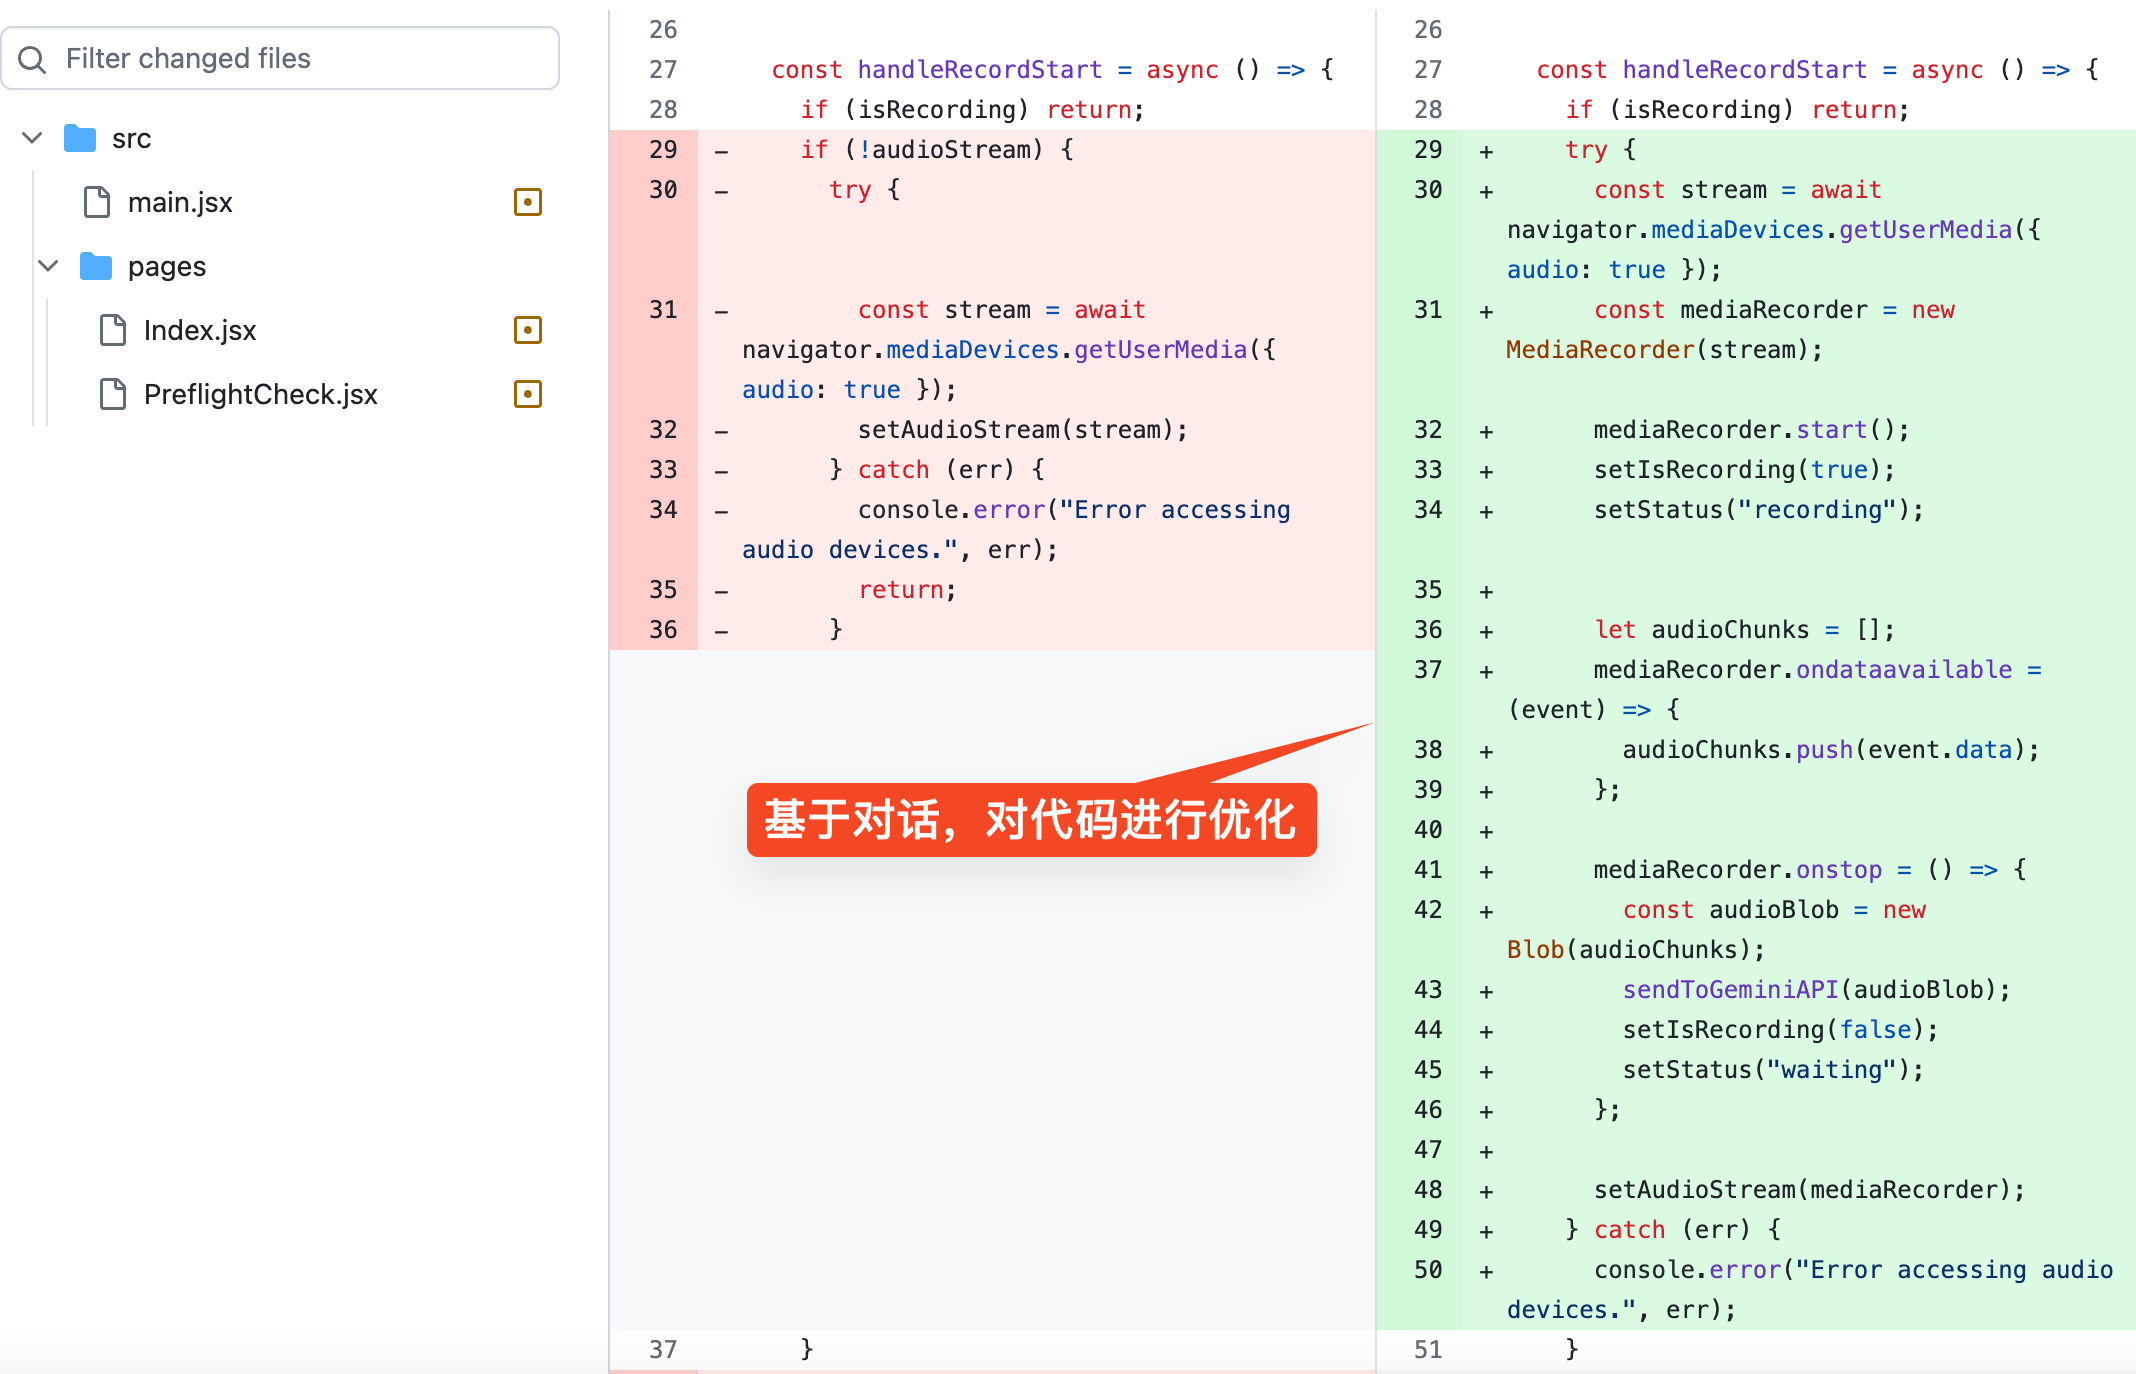 Filter changed files
src
main.jsx
pages
Index.jsx
PreflightCheck.jsx
26
27 const handleRecordStart = async () => {
28 if (isRecording) return;
29 - if (!audioStream) {
30 - try {
31 - const stream = await
navigator.mediaDevices.getUserMedia({
audio: true });
32 - setAudioStream(stream);
33 - } catch (err) {
34 - console.error("Error accessing
audio devices.", err);
35 - return;
36 - }
基于对话，对代码进行优化
37 }
26
27 const handleRecordStart = async () => {
28 if (isRecording) return;
29 + try {
30 + const stream = await
navigator.mediaDevices.getUserMedia({
audio: true });
31 + const mediaRecorder = new
MediaRecorder(stream);
32 + mediaRecorder.start();
33 + setIsRecording(true);
34 + setStatus("recording");
35 +
36 + let audioChunks = [];
37 + mediaRecorder.ondataavailable =
(event) => {
38 + audioChunks.push(event.data);
39 + };
40 +
41 + mediaRecorder.onstop = () => {
42 + const audioBlob = new
Blob(audioChunks);
43 + sendToGeminiAPI(audioBlob);
44 + setIsRecording(false);
45 + setStatus("waiting");
46 + };
47 +
48 + setAudioStream(mediaRecorder);
49 + } catch (err) {
50 + console.error("Error accessing audio
devices.", err);
51 }